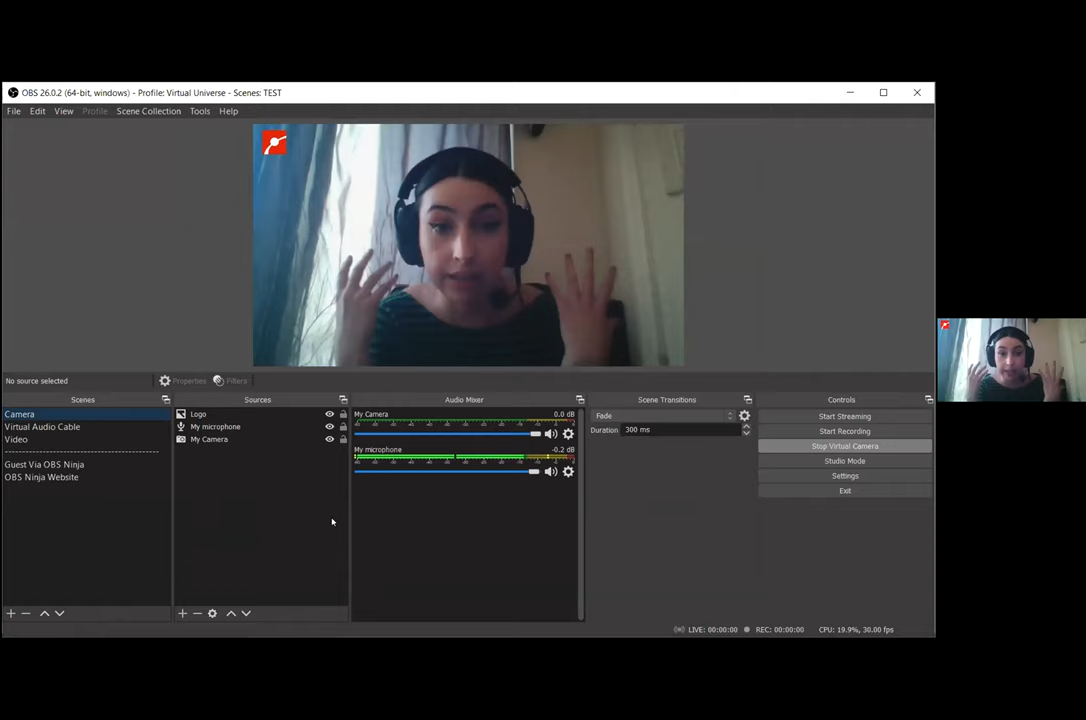 OBS 26.0.2 (64-bit, windows) - Profile: Virtual Universe - Scenes: TEST
File Edit View Profile Scene Collection Tools Help
No source selected Properties Filters
Scenes
Camera
Virtual Audio Cable
Video
------------------------------------
Guest Via OBS Ninja
OBS Ninja Website
Sources
Logo
My microphone
My Camera
Audio Mixer
My Camera 0.0 dB
My microphone -0.2 dB
Scene Transitions
Fade
Duration 300 ms
Controls
Start Streaming
Start Recording
Stop Virtual Camera
Studio Mode
Settings
Exit
LIVE: 00:00:00 REC: 00:00:00 CPU: 19.9%, 30.00 fps